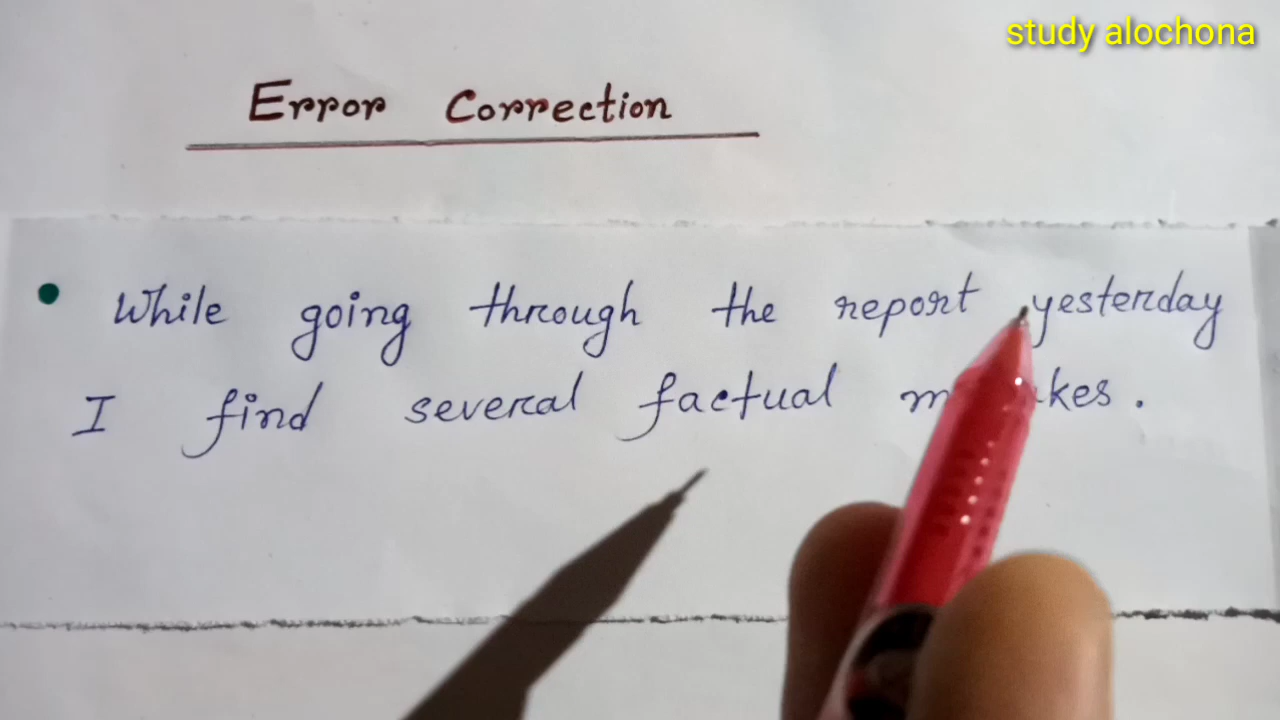 study alochona
Error Correction
• While going through the report yesterday
I find several factual .